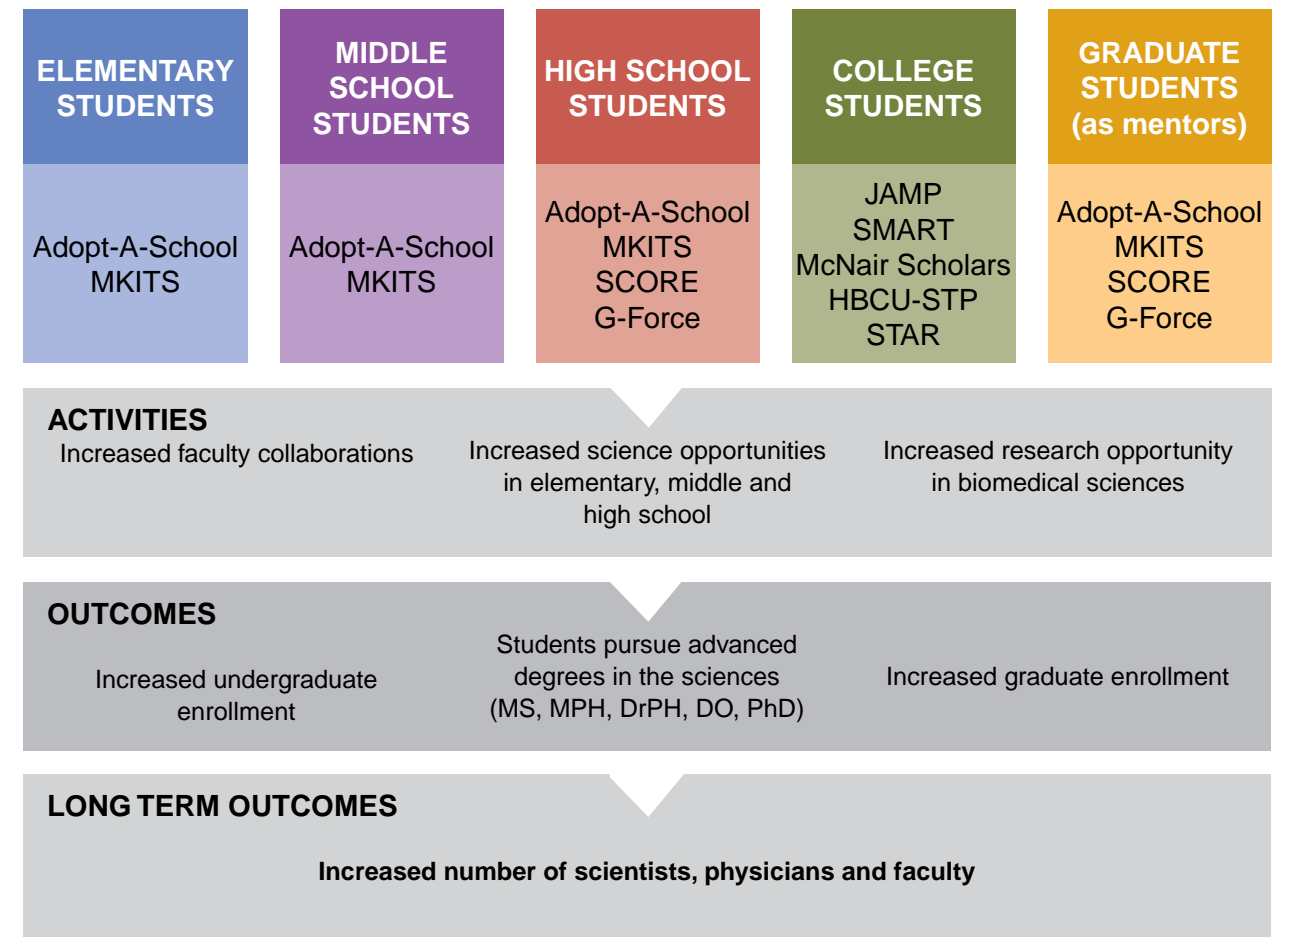 ELEMENTARY
STUDENTS
Adopt-A-School
MKITS
MIDDLE
SCHOOL
STUDENTS
Adopt-A-School
MKITS
HIGH SCHOOL
STUDENTS
Adopt-A-School
MKITS
SCORE
G-Force
COLLEGE
STUDENTS
JAMP
SMART
McNair Scholars
HBCU-STP
STAR
GRADUATE
STUDENTS
(as mentors)
Adopt-A-School
MKITS
SCORE
G-Force
ACTIVITIES
Increased faculty collaborations
Increased science opportunities
in elementary, middle and
high school
Increased research opportunity
in biomedical sciences
OUTCOMES
Increased undergraduate
enrollment
Students pursue advanced
degrees in the sciences
(MS, MPH, DrPH, DO, PhD)
Increased graduate enrollment
LONG TERM OUTCOMES
Increased number of scientists, physicians and faculty